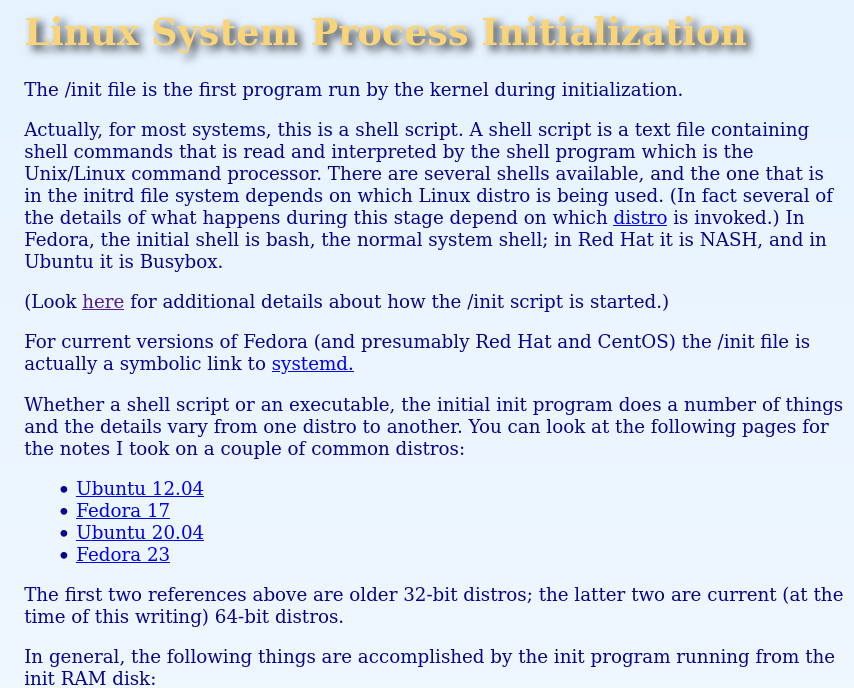 Linux System Process Initialization
The /init file is the first program run by the kernel during initialization.
Actually, for most systems, this is a shell script. A shell script is a text file containing
shell commands that is read and interpreted by the shell program which is the
Unix/Linux command processor. There are several shells available, and the one that is
in the initrd file system depends on which Linux distro is being used. (In fact several of
the details of what happens during this stage depend on which distro is invoked.) In
Fedora, the initial shell is bash, the normal system shell; in Red Hat it is NASH, and in
Ubuntu it is Busybox.
(Look here for additional details about how the /init script is started.)
For current versions of Fedora (and presumably Red Hat and CentOS) the /init file is
actually a symbolic link to systemd.
Whether a shell script or an executable, the initial init program does a number of things
and the details vary from one distro to another. You can look at the following pages for
the notes I took on a couple of common distros:
• Ubuntu 12.04
• Fedora 17
• Ubuntu 20.04
• Fedora 23
The first two references above are older 32-bit distros; the latter two are current (at the
time of this writing) 64-bit distros.
In general, the following things are accomplished by the init program running from the
init RAM disk: